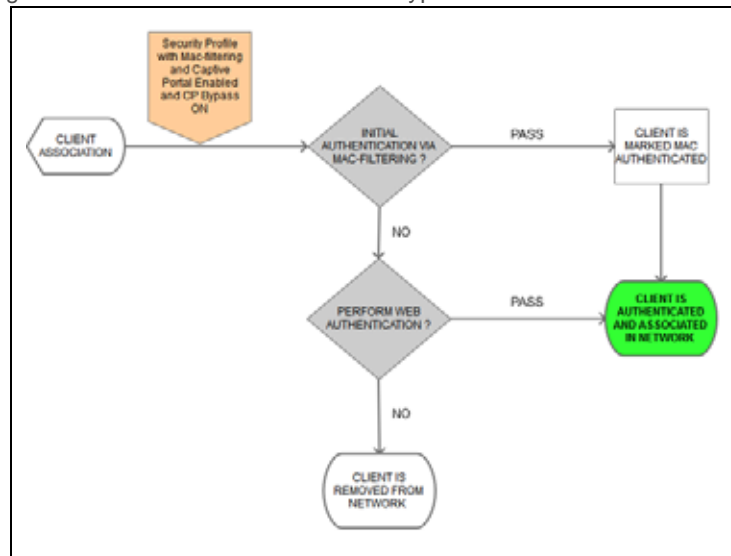 Security Profile
with Mac-filtering
and Captive
Portal Enabled
and CP Bypass
ON
CLIENT
ASSOCIATION
INITIAL
AUTHENTICATION VIA
MAC-FILTERING ?
PASS
CLIENT IS
MARKED MAC
AUTHENTICATED
NO
PERFORM WEB
AUTHENTICATION ?
PASS
CLIENT IS
AUTHENTICATED
AND ASSOCIATED
IN NETWORK
NO
CLIENT IS
REMOVED FROM
NETWORK